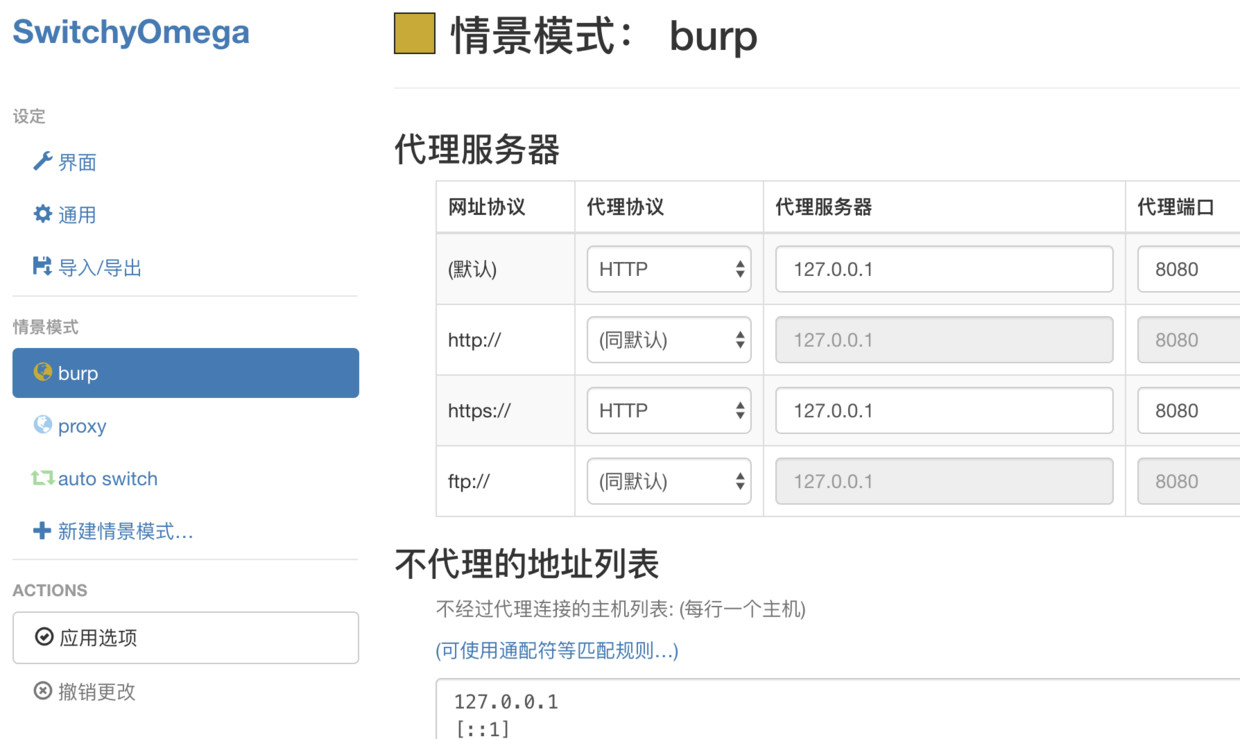 SwitchyOmega
设定
界面
通用
导入/导出
情景模式
burp
proxy
auto switch
新建情景模式…
ACTIONS
应用选项
撤销更改
情景模式： burp
代理服务器
网址协议 代理协议 代理服务器 代理端口
(默认) HTTP 127.0.0.1 8080
http:// (同默认) 127.0.0.1 8080
https:// HTTP 127.0.0.1 8080
ftp:// (同默认) 127.0.0.1 8080
不代理的地址列表
不经过代理连接的主机列表: (每行一个主机)
(可使用通配符等匹配规则…)
127.0.0.1
[::1]